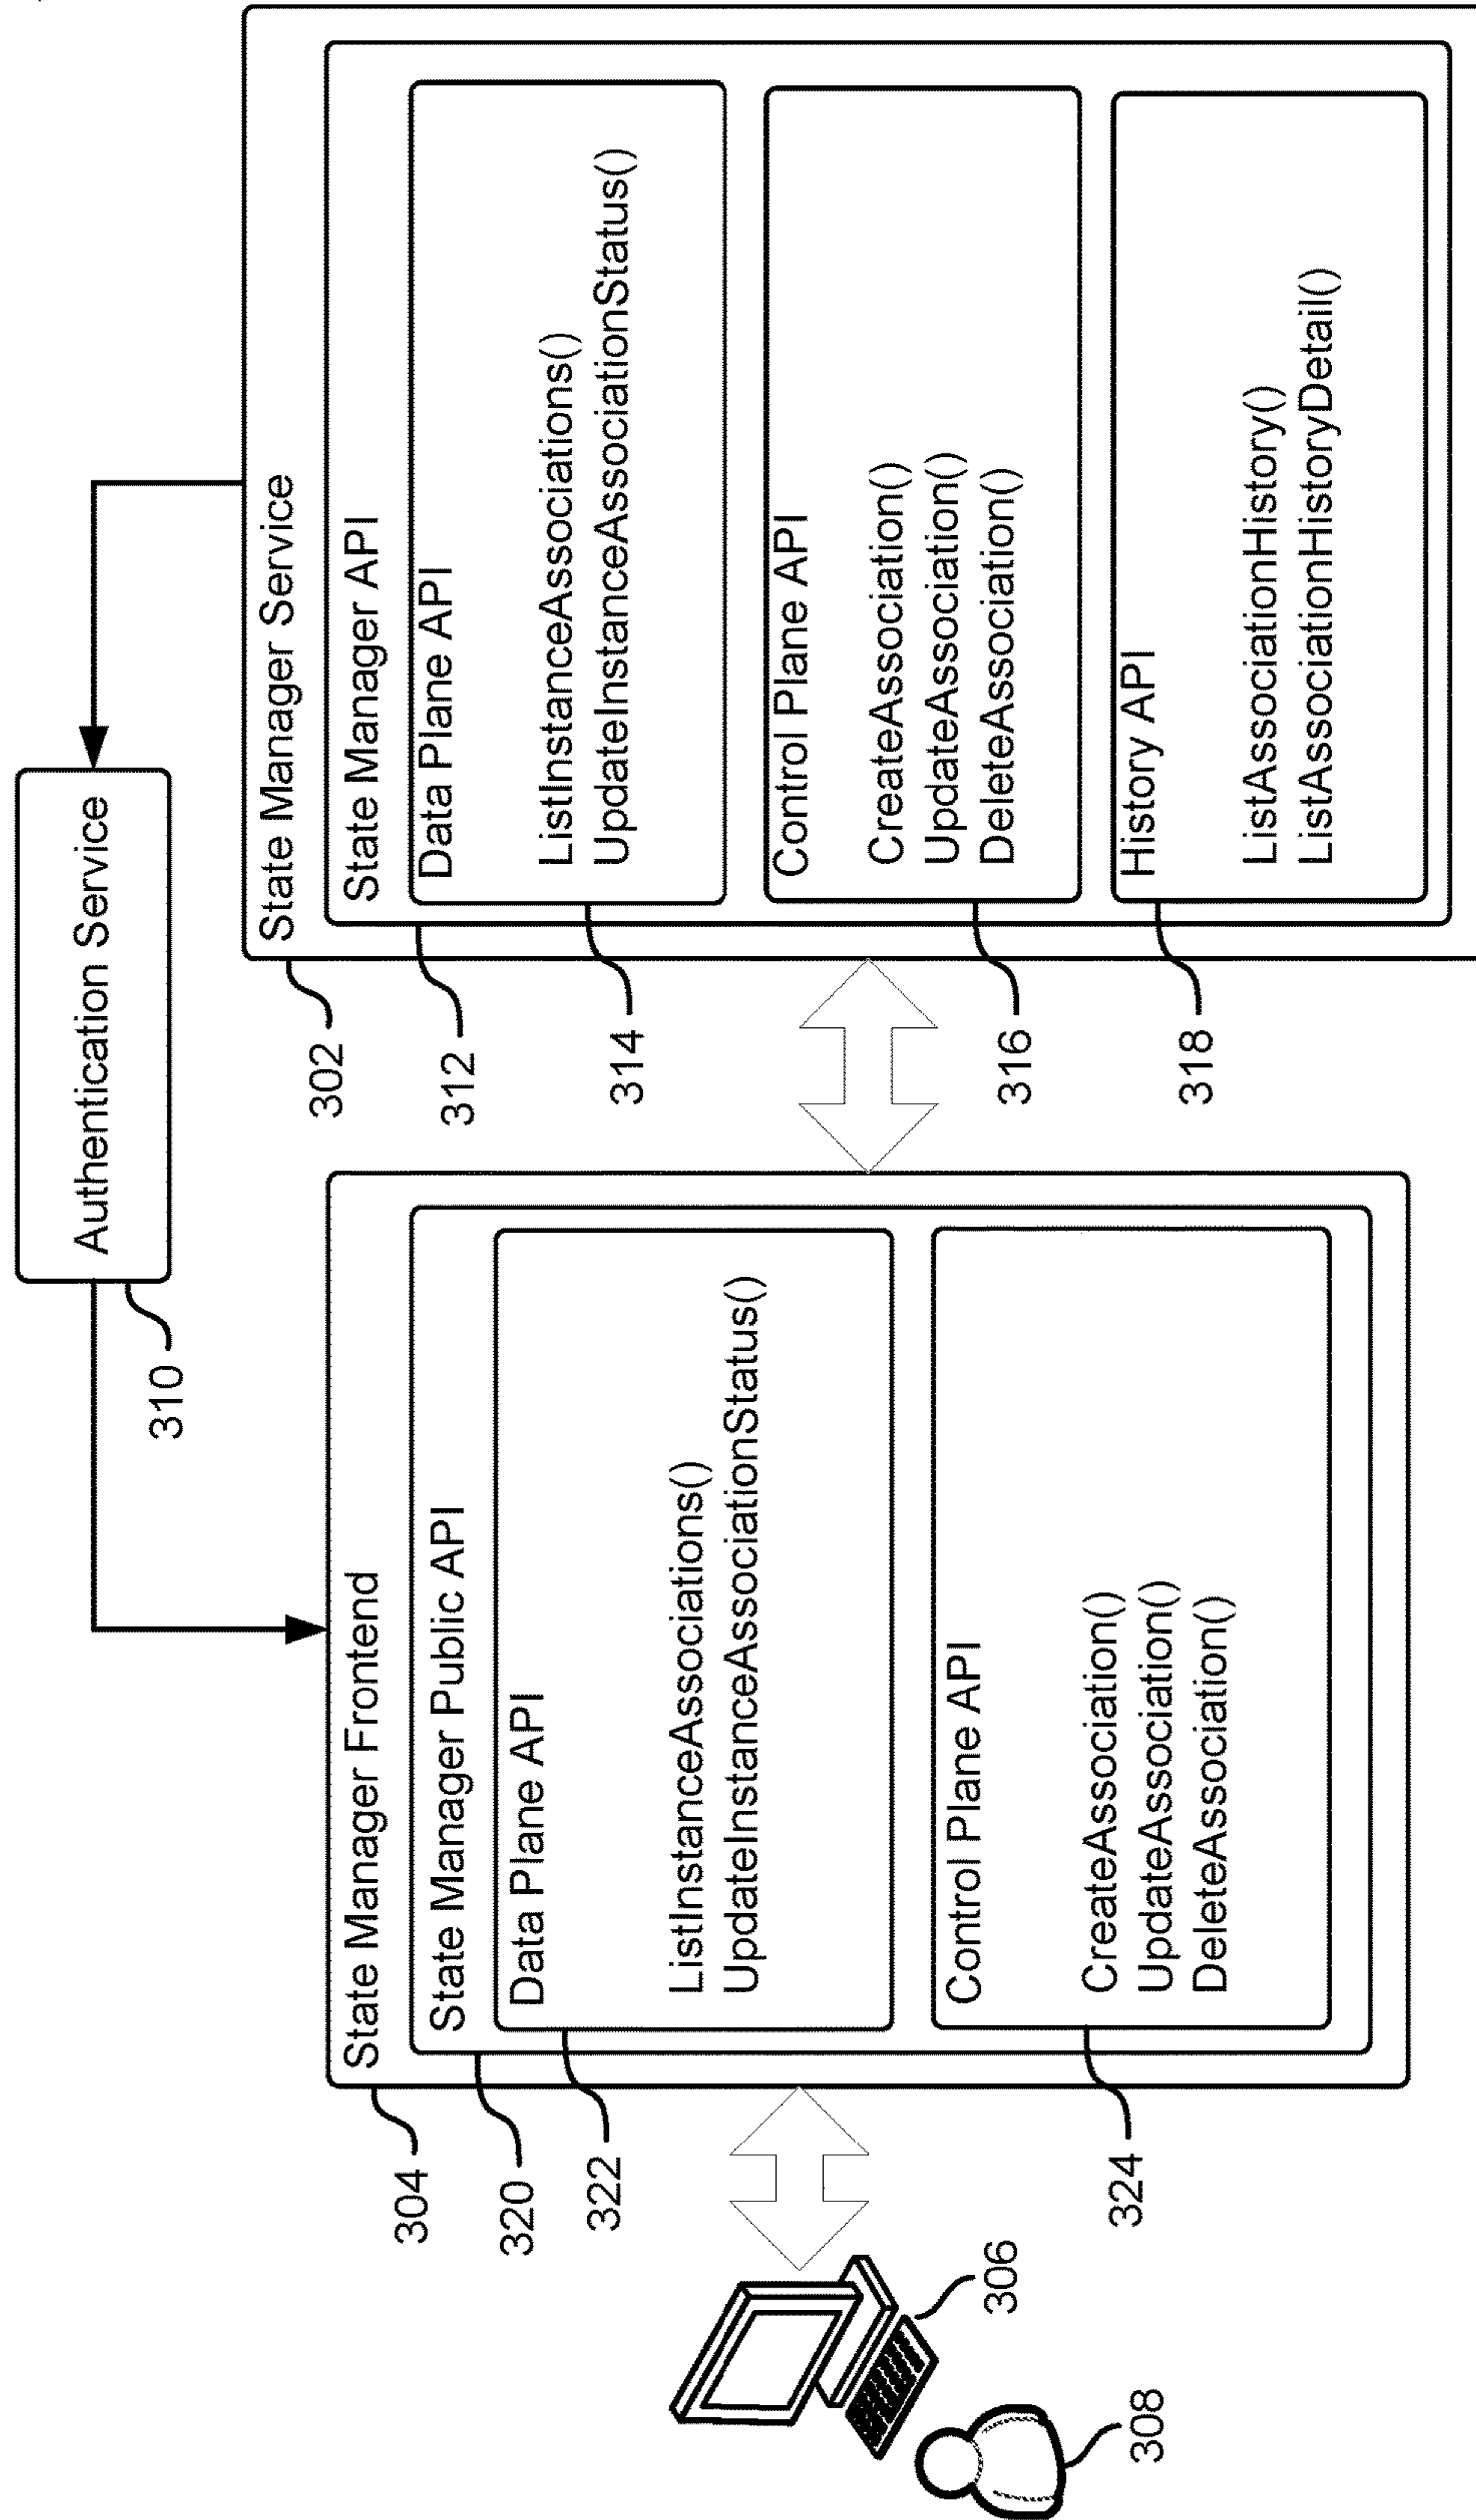 Authentication Service
310
State Manager Frontend
State Manager Public API
Data Plane API
ListInstanceAssociations()
UpdateInstanceAssociationStatus()
Control Plane API
CreateAssociation()
UpdateAssociation()
DeleteAssociation()
304
320
322
324
306
308
State Manager Service
State Manager API
Data Plane API
ListInstanceAssociations()
UpdateInstanceAssociationStatus()
Control Plane API
CreateAssociation()
UpdateAssociation()
DeleteAssociation()
History API
ListAssociationHistory()
ListAssociationHistoryDetail()
302
312
314
316
318